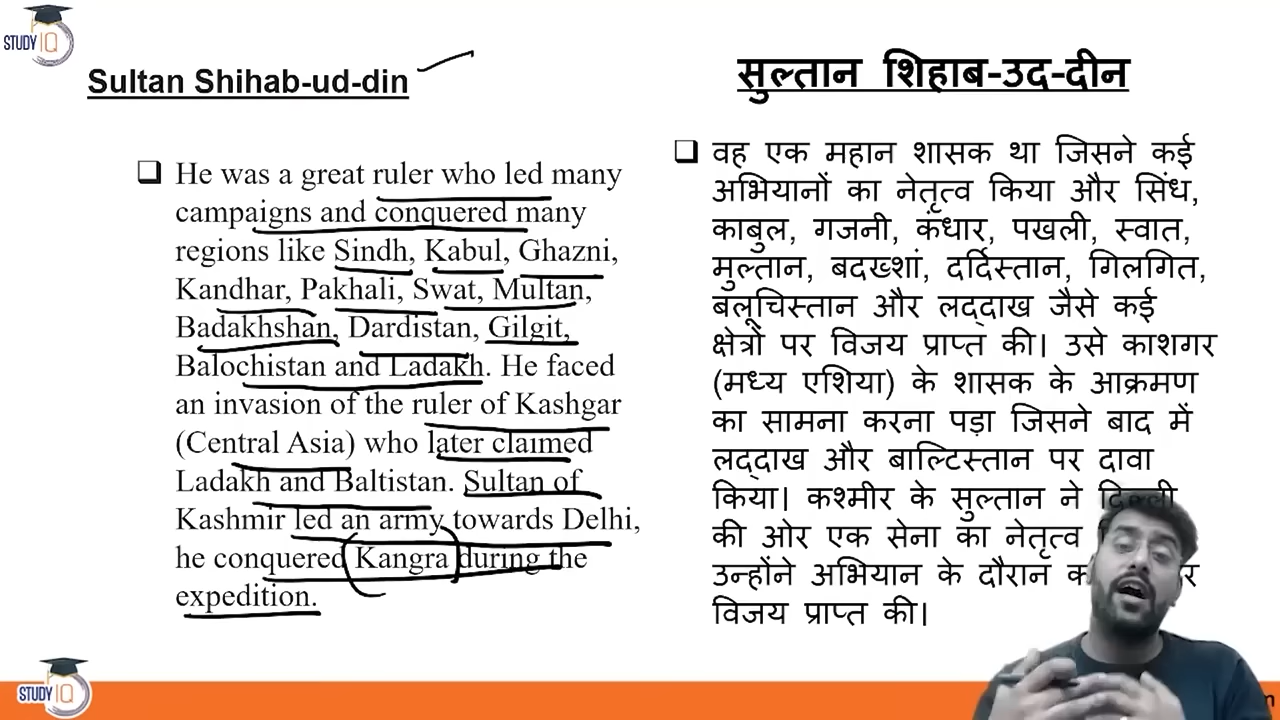 STUDY IQ
Sultan Shihab-ud-din
He was a great ruler who led many
campaigns and conquered many
regions like Sindh, Kabul, Ghazni,
Kandhar, Pakhali, Swat, Multan,
Badakhshan, Dardistan, Gilgit,
Balochistan and Ladakh. He faced
an invasion of the ruler of Kashgar
(Central Asia) who later claimed
Ladakh and Baltistan. Sultan of
Kashmir led an army towards Delhi,
he conquered Kangra during the
expedition.
सुल्तान शिहाब-उद-दीन
वह एक महान शासक था जिसने कई
अभियानों का नेतृत्व किया और सिंध,
काबुल, गजनी, कंधार, पखली, स्वात,
मुल्तान, बदख्शां, दर्दिस्तान, गिलगित,
बलूचिस्तान और लद्दाख जैसे कई
क्षेत्रों पर विजय प्राप्त की। उसे काशगर
(मध्य एशिया) के शासक के आक्रमण
का सामना करना पड़ा जिसने बाद में
लद्दाख और बाल्टिस्तान पर दावा
किया। कश्मीर के सुल्तान ने दिल्ली
की ओर एक सेना का नेतृत्व
उन्होंने अभियान के दौरान
विजय प्राप्त की।
STUDY IQ